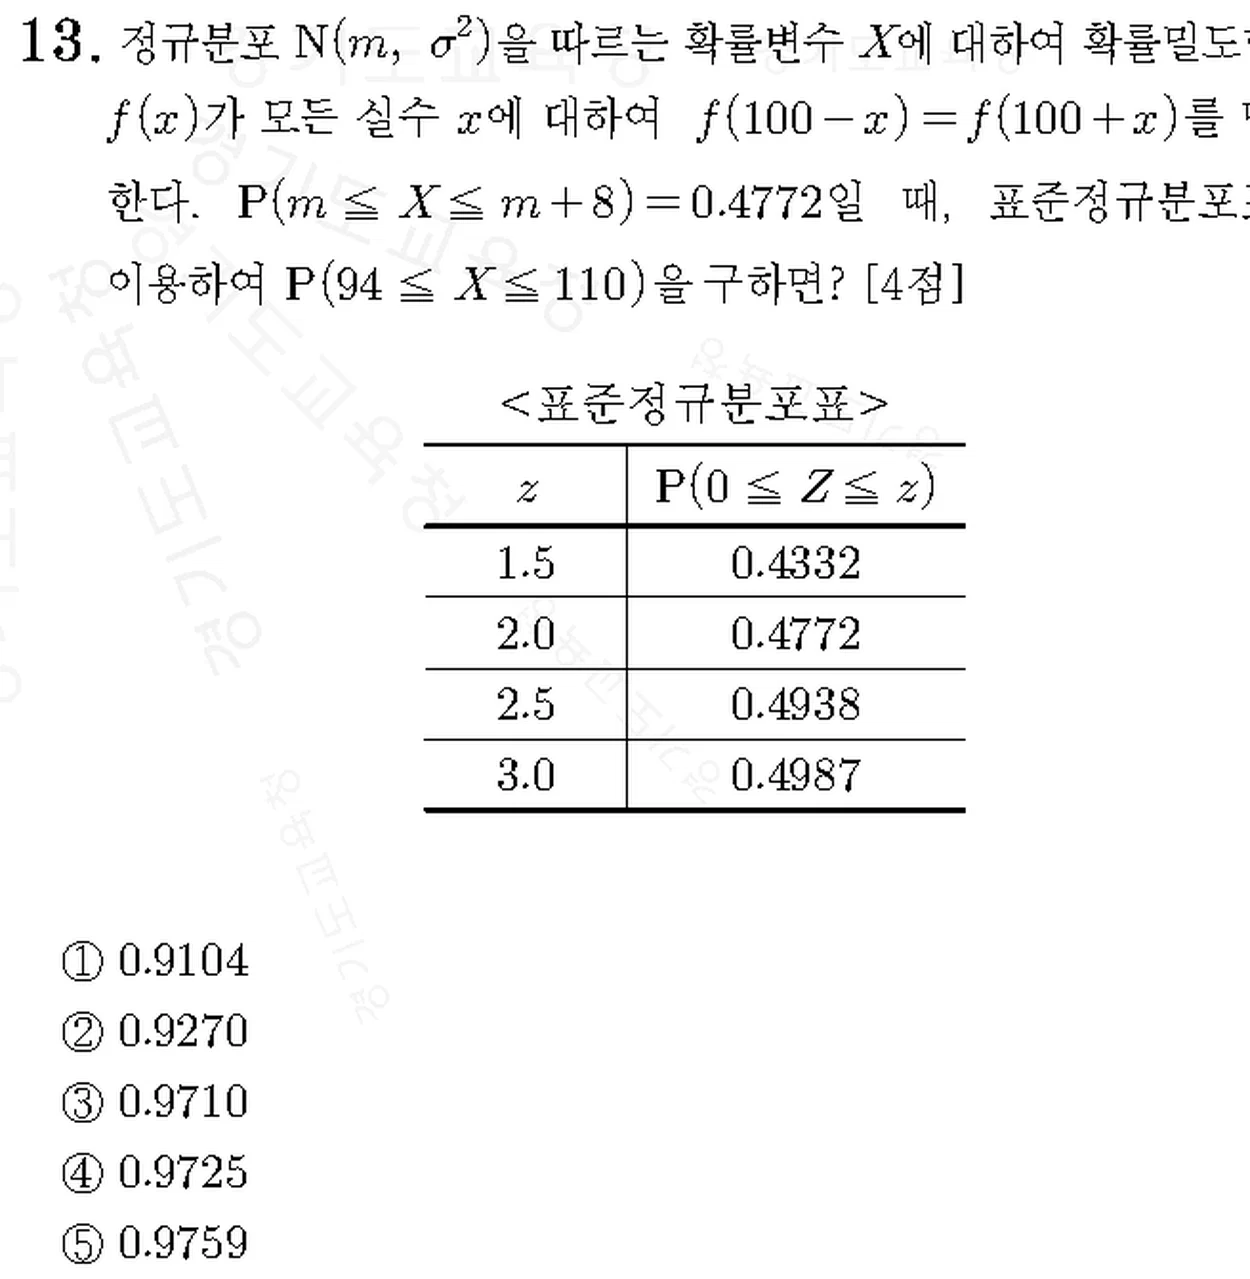 13. 정규분포 N(m, σ²)을 따르는 확률변수 X에 대하여 확률밀도
f(x)가 모든 실수 x에 대하여 f(100-x)=f(100+x)를
한다. P(m≦X≦m+8)=0.4772일 때, 표준정규분포
이용하여 P(94≦X≦110)을 구하면? [4점]
<표준정규분포표>
z P(0≦Z≦z)
1.5 0.4332
2.0 0.4772
2.5 0.4938
3.0 0.4987
① 0.9104
② 0.9270
③ 0.9710
④ 0.9725
⑤ 0.9759